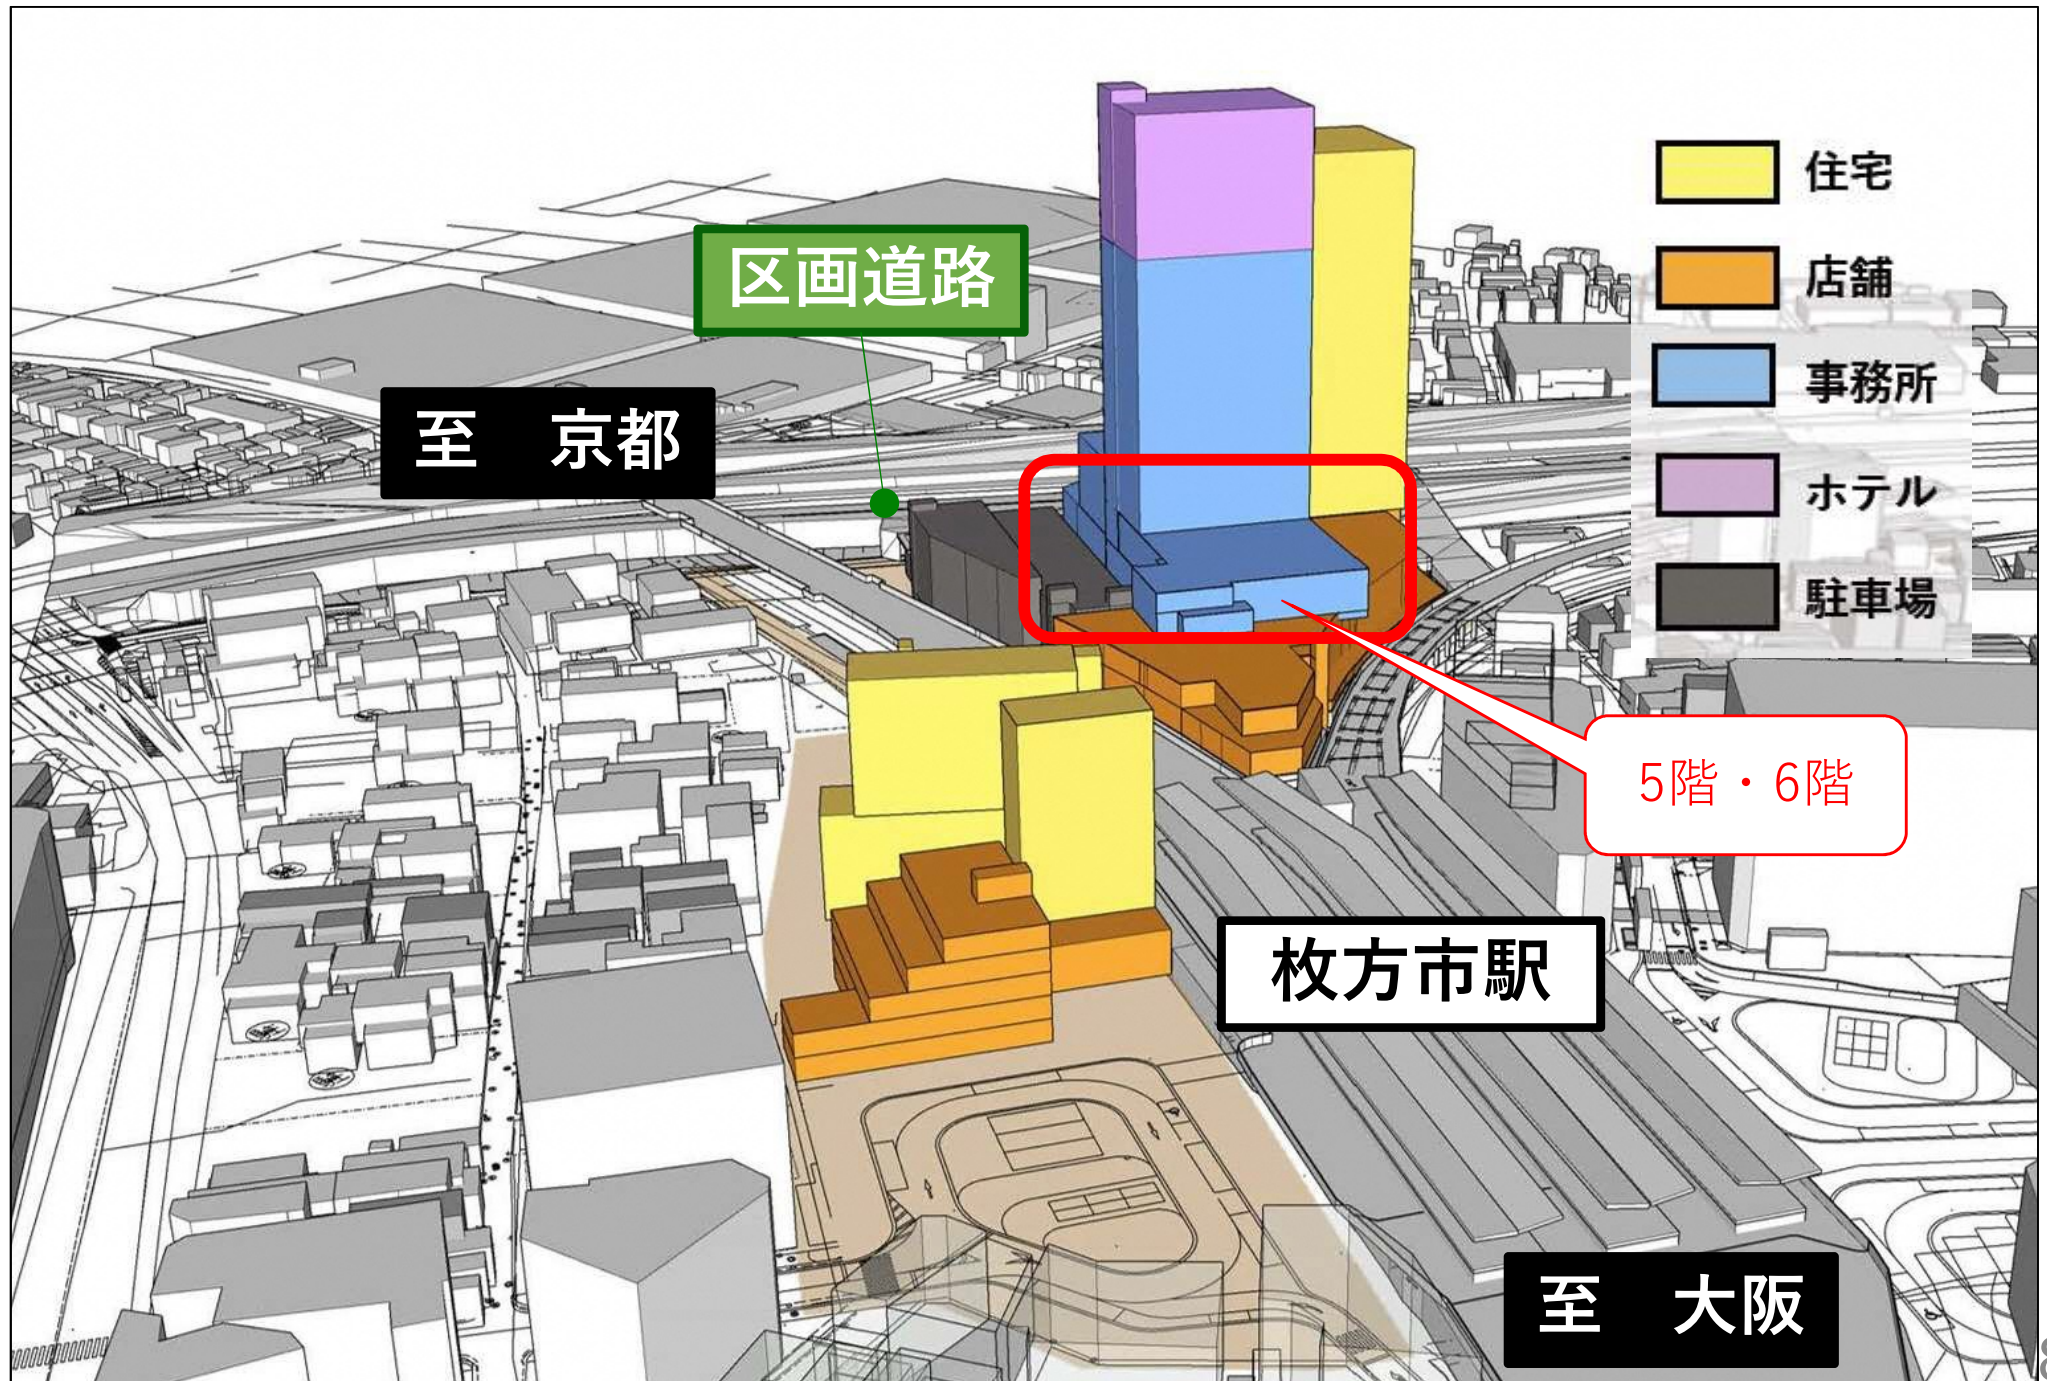 住宅
区画道路
店舗
事務所
至　京都
ホテル
駐車場
5階・6階
枚方市駅
至　大阪